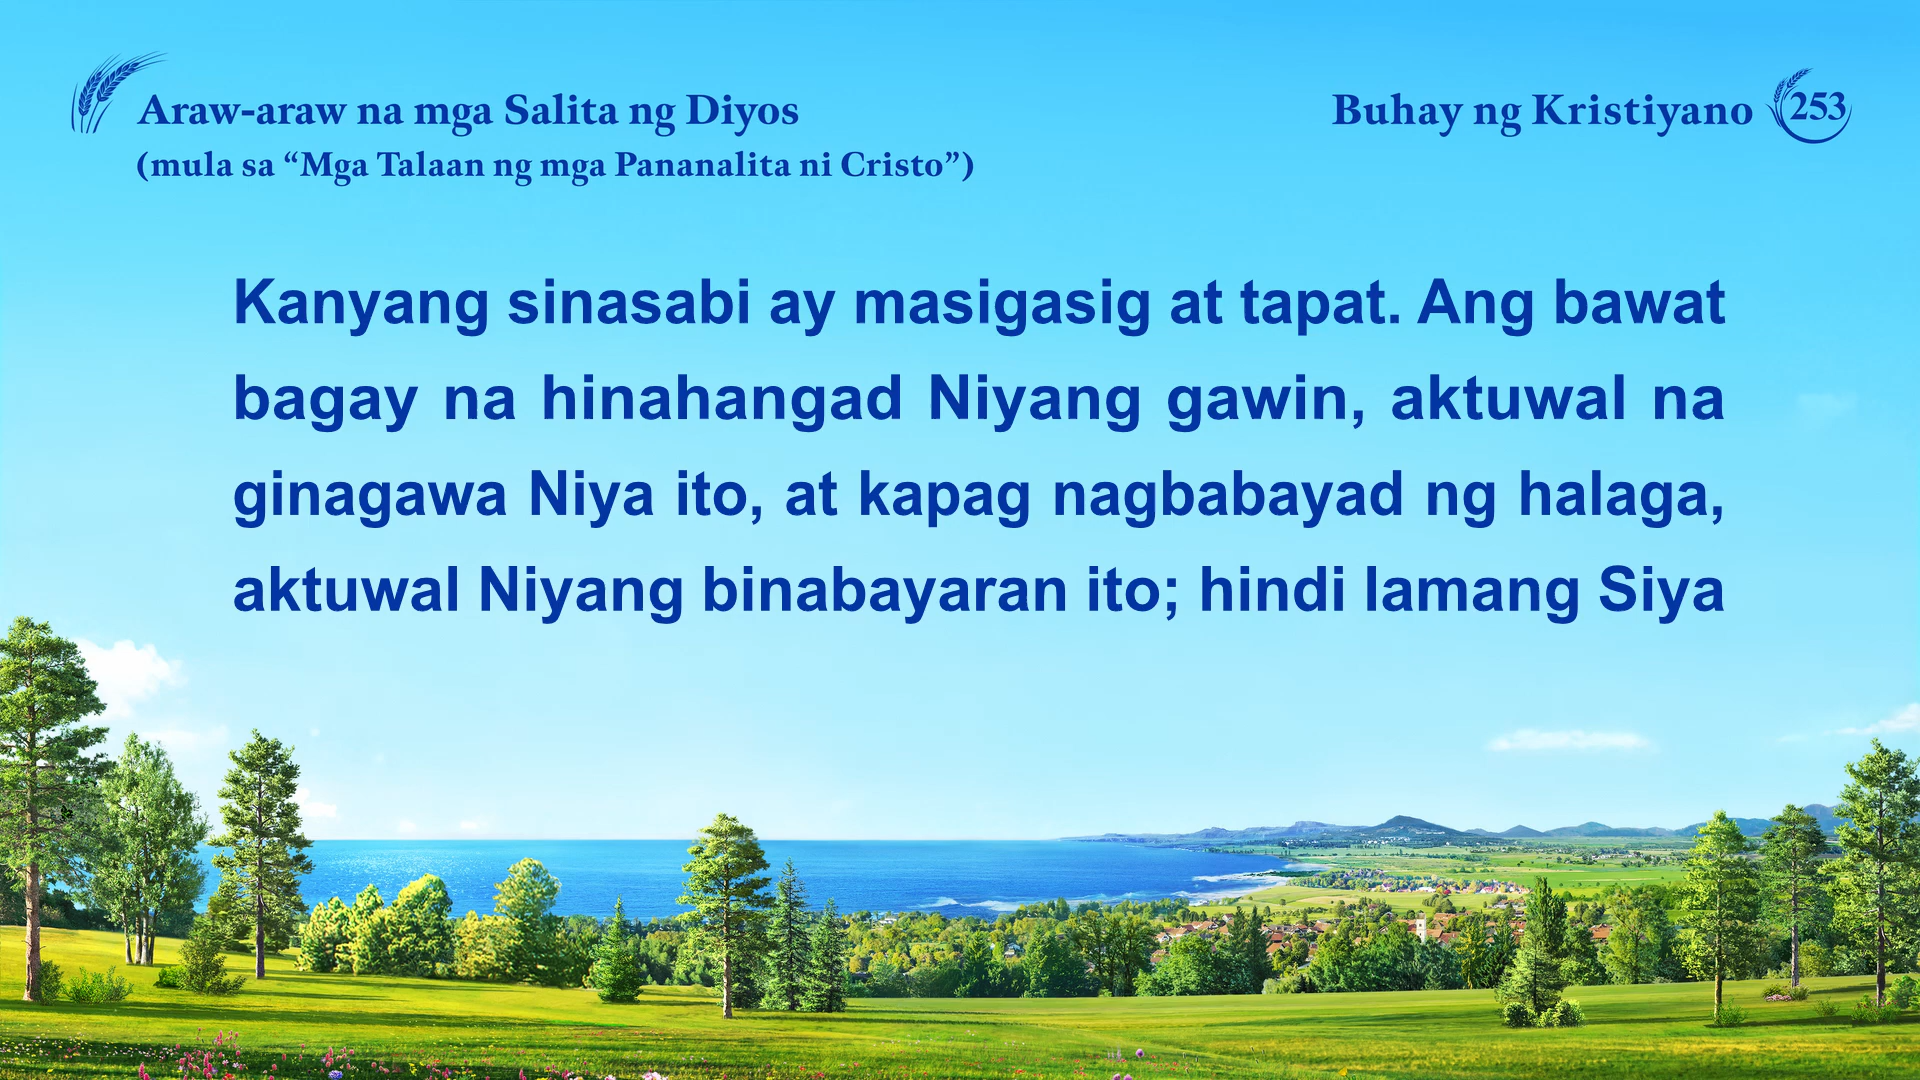 Araw-araw na mga Salita ng Diyos
(mula sa “Mga Talaan ng mga Pananalita ni Cristo”)
Buhay ng Kristiyano 253
Kanyang sinasabi ay masigasig at tapat. Ang bawat
bagay na hinahangad Niyang gawin, aktuwal na
ginagawa Niya ito, at kapag nagbabayad ng halaga,
aktuwal Niyang binabayaran ito; hindi lamang Siya